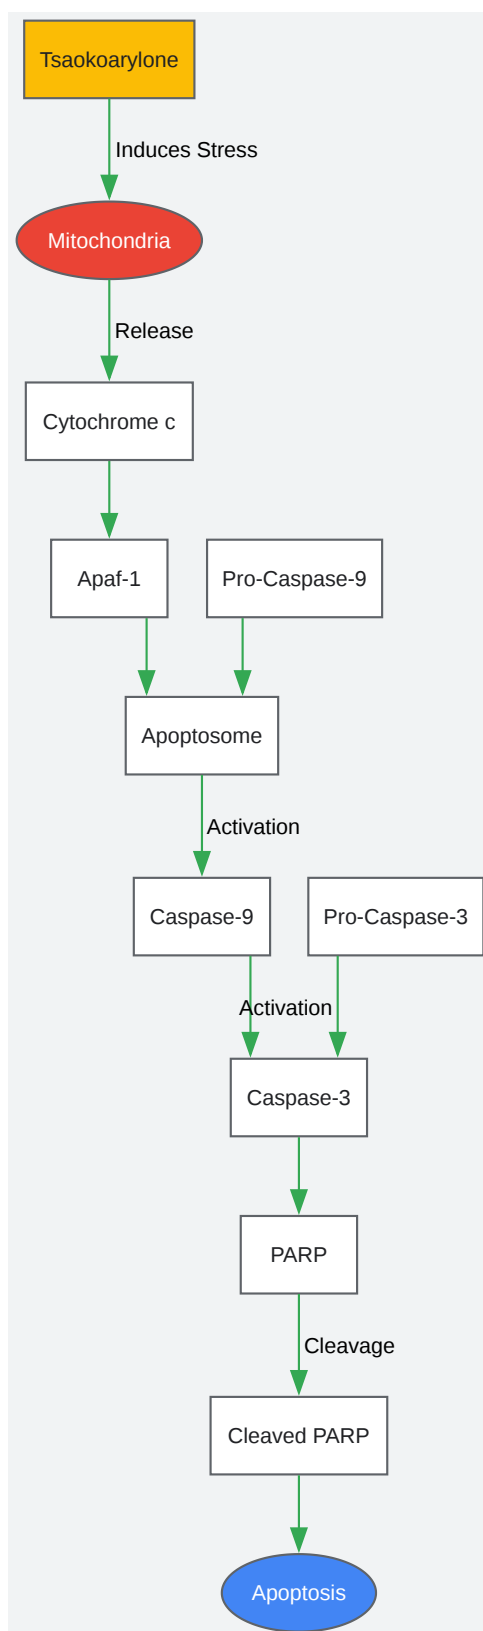 Tsaokoarylone
Induces Stress
Mitochondria
Release
Cytochrome c
Apaf-1
Pro-Caspase-9
Apoptosome
Activation
Caspase-9
Pro-Caspase-3
Activation
Caspase-3
PARP
Cleavage
Cleaved PARP
Apoptosis